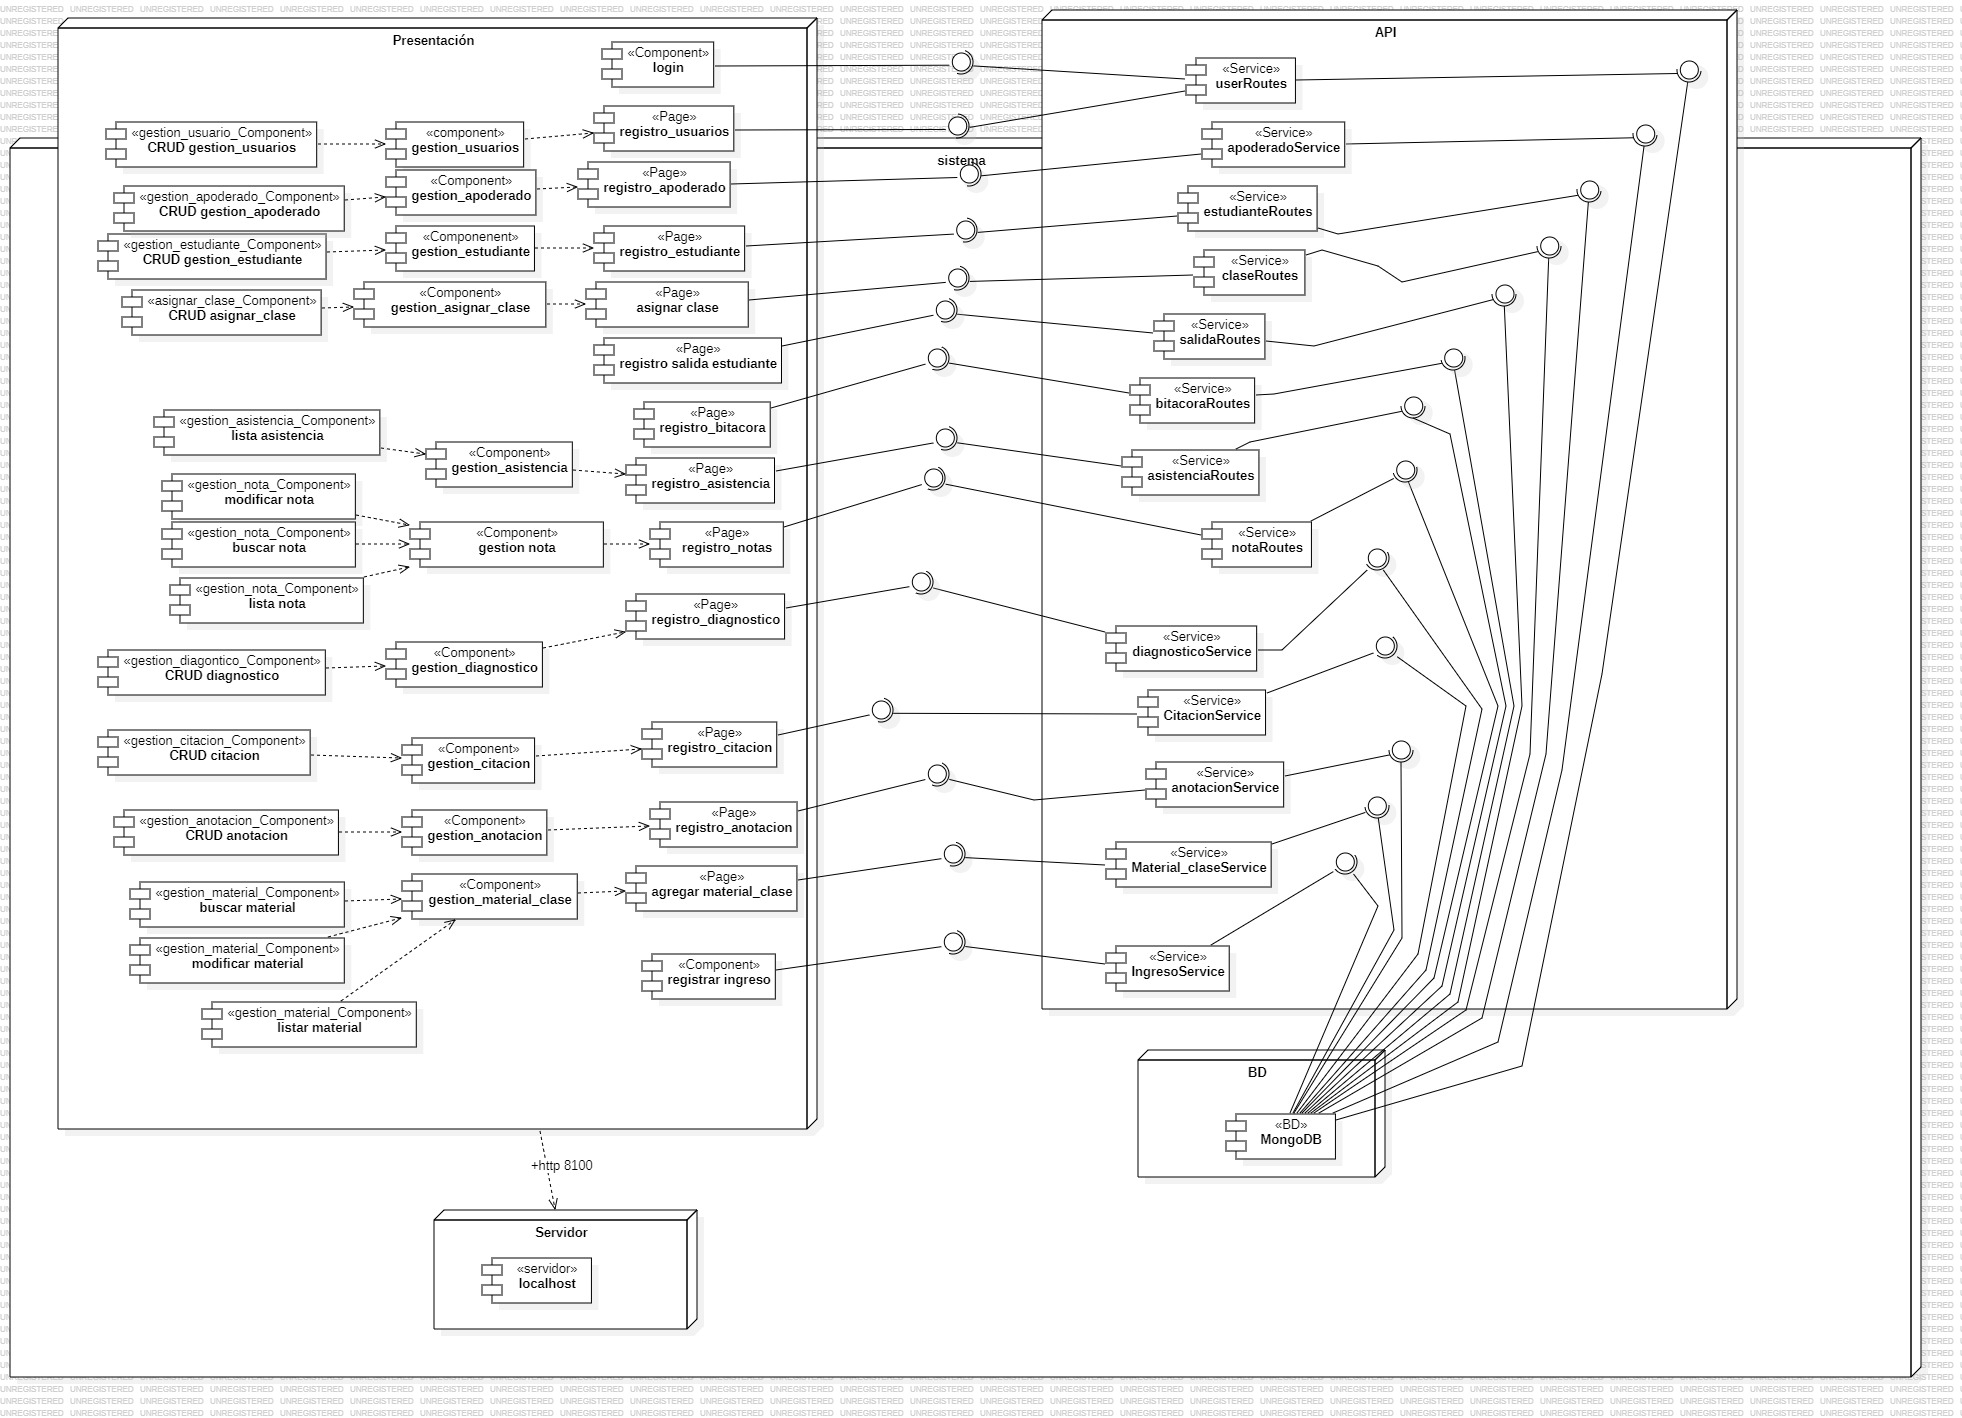 Presentación
API
sistema
«Component»
login
«gestion_usuario_Component»
CRUD gestion_usuarios
«component»
gestion_usuarios
«Page»
registro_usuarios
«gestion_apoderado_Component»
CRUD gestion_apoderado
«Component»
gestion_apoderado
«Page»
registro_apoderado
«gestion_estudiante_Component»
CRUD gestion_estudiante
«Componenent»
gestion_estudiante
«Page»
registro_estudiante
«asignar_clase_Component»
CRUD asignar_clase
«Component»
gestion_asignar_clase
«Page»
asignar clase
«Page»
registro salida estudiante
«Page»
registro_bitacora
«gestion_asistencia_Component»
lista asistencia
«Component»
gestion_asistencia
«Page»
registro_asistencia
«gestion_nota_Component»
modificar nota
«gestion_nota_Component»
buscar nota
«Component»
gestion nota
«Page»
registro_notas
«gestion_nota_Component»
lista nota
«Page»
registro_diagnostico
«gestion_diagontico_Component»
CRUD diagnostico
«Component»
gestion_diagnostico
«gestion_citacion_Component»
CRUD citacion
«Component»
gestion_citacion
«Page»
registro_citacion
«gestion_anotacion_Component»
CRUD anotacion
«Component»
gestion_anotacion
«Page»
registro_anotacion
«gestion_material_Component»
buscar material
«Component»
gestion_material_clase
«Page»
agregar material_clase
«gestion_material_Component»
modificar material
«gestion_material_Component»
listar material
«Component»
registrar ingreso
«Service»
userRoutes
«Service»
apoderadoService
«Service»
estudianteRoutes
«Service»
claseRoutes
«Service»
salidaRoutes
«Service»
bitacoraRoutes
«Service»
asistenciaRoutes
«Service»
notaRoutes
«Service»
diagnosticoService
«Service»
CitacionService
«Service»
anotacionService
«Service»
Material_claseService
«Service»
IngresoService
BD
«BD»
MongoDB
+http 8100
Servidor
«servidor»
localhost
UNREGISTERED